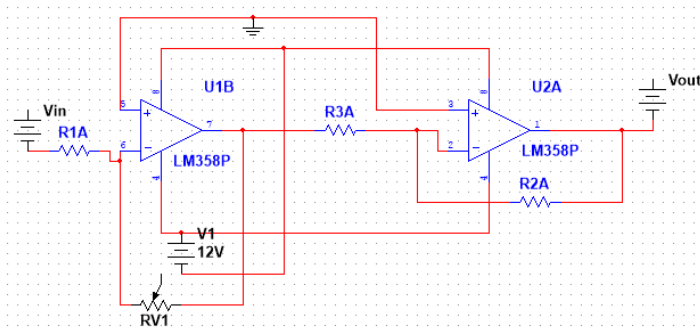 U1B
U2A
Vout
Vin
8
8
5
3
R1A
R3A
7
1
6
2
LM358P
LM358P
4
4
R2A
V1
12V
RV1